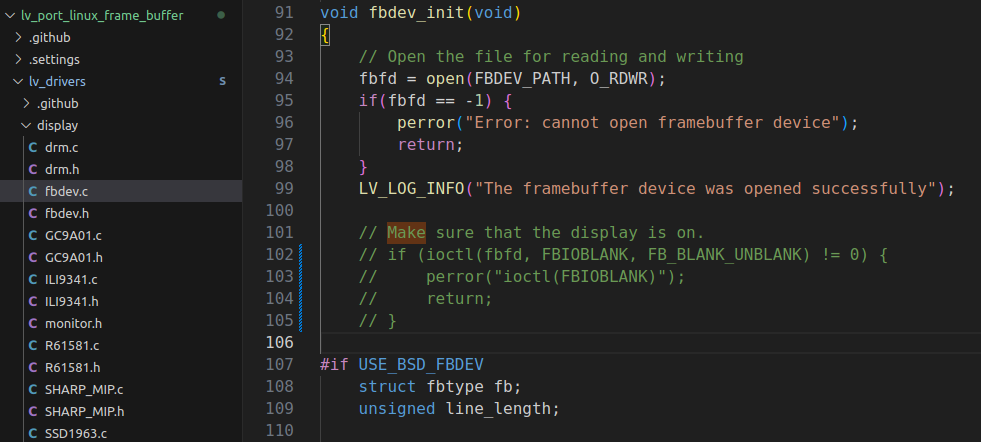 lv_port_linux_frame_buffer
.github
.settings
lv_drivers S
.github
display
C drm.c
C drm.h
C fbdev.c
C fbdev.h
C GC9A01.c
C GC9A01.h
C ILI9341.c
C ILI9341.h
C monitor.h
C R61581.c
C R61581.h
C SHARP_MIP.c
C SHARP_MIP.h
C SSD1963.c
91 void fbdev_init(void)
92 {
93     // Open the file for reading and writing
94     fbfd = open(FBDEV_PATH, O_RDWR);
95     if(fbfd == -1) {
96         perror("Error: cannot open framebuffer device");
97         return;
98     }
99     LV_LOG_INFO("The framebuffer device was opened successfully");
100
101     // Make sure that the display is on.
102     // if (ioctl(fbfd, FBIOBLANK, FB_BLANK_UNBLANK) != 0) {
103     //     perror("ioctl(FBIOBLANK)");
104     //     return;
105     // }
106
107 #if USE_BSD_FBDEV
108     struct fbtype fb;
109     unsigned line_length;
110